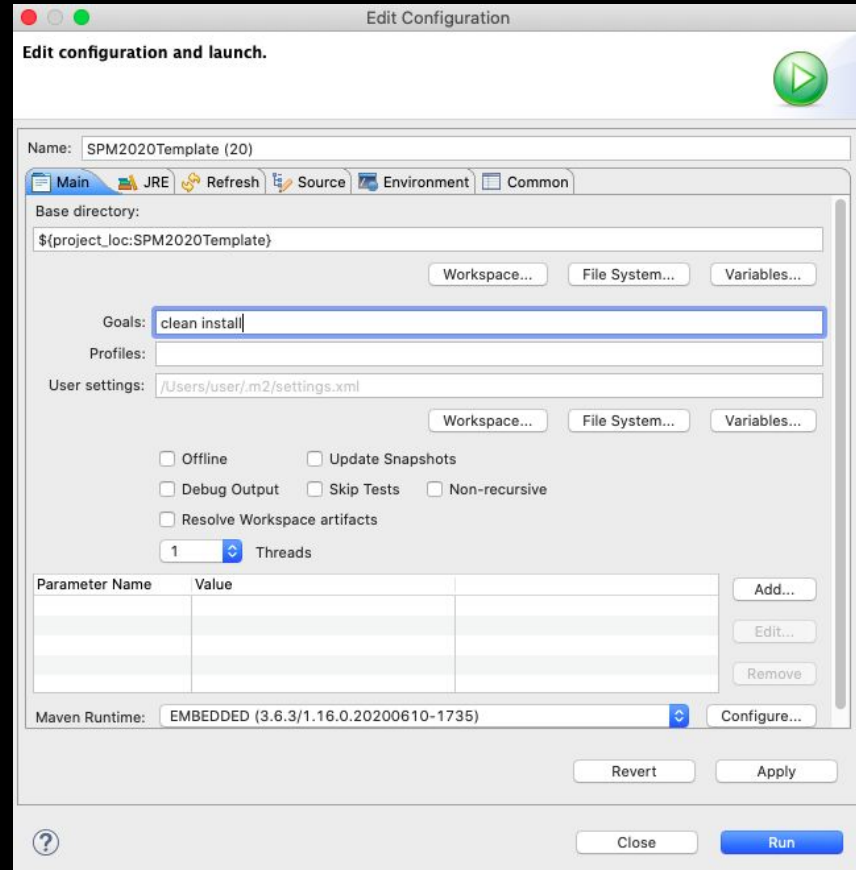 Edit Configuration
Edit configuration and launch.
Name: SPM2020Template (20)
Main JRE Refresh Source Environment Common
Base directory:
${project_loc:SPM2020Template}
Workspace... File System... Variables...
Goals: clean install
Profiles:
User settings: /Users/user/.m2/settings.xml
Workspace... File System... Variables...
Offline Update Snapshots
Debug Output Skip Tests Non-recursive
Resolve Workspace artifacts
1 Threads
Parameter Name Value
Add...
Edit...
Remove
Maven Runtime: EMBEDDED (3.6.3/1.16.0.20200610-1735) Configure...
Revert Apply
? Close Run